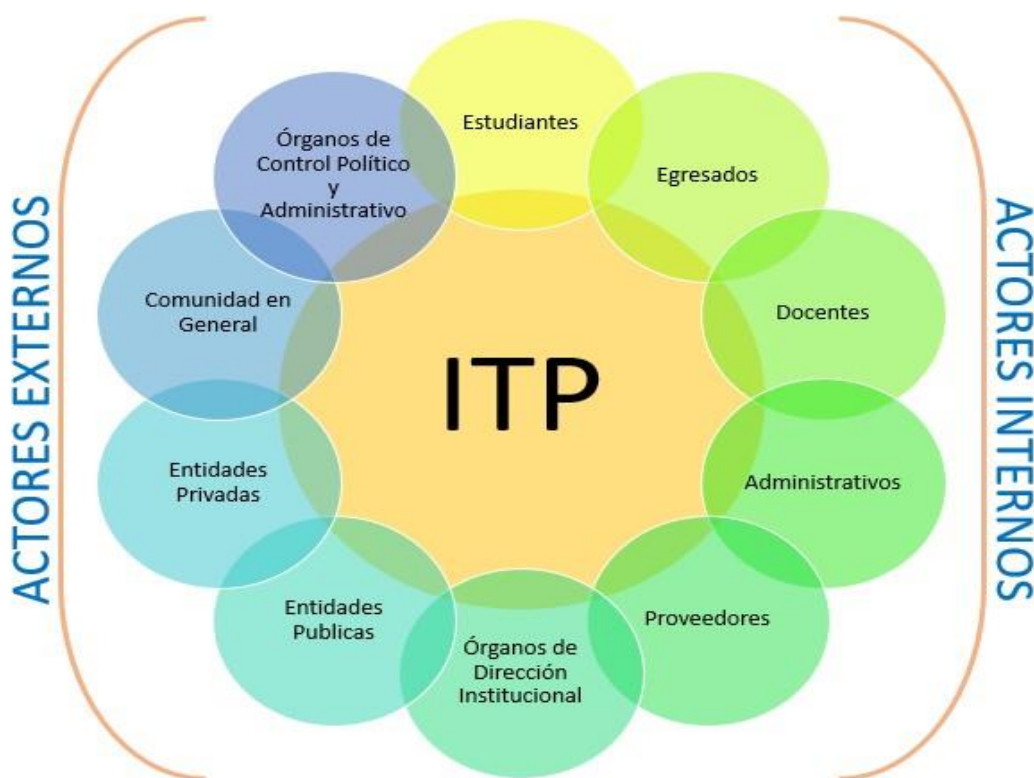 ACTORES EXTERNOS
Órganos de
Control Político
y
Administrativo
Estudiantes
Egresados
Comunidad en
General
Docentes
ITP
Entidades
Privadas
Administrativos
Entidades
Publicas
Órganos de
Dirección
Institucional
Proveedores
ACTORES INTERNOS